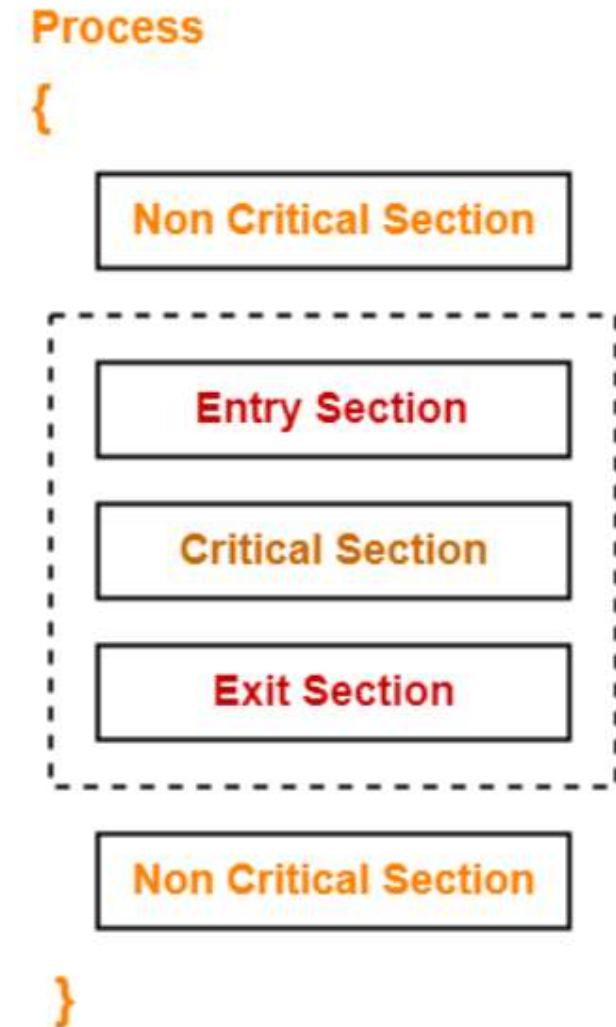 Process
{
Non Critical Section
Entry Section
Critical Section
Exit Section
Non Critical Section
}